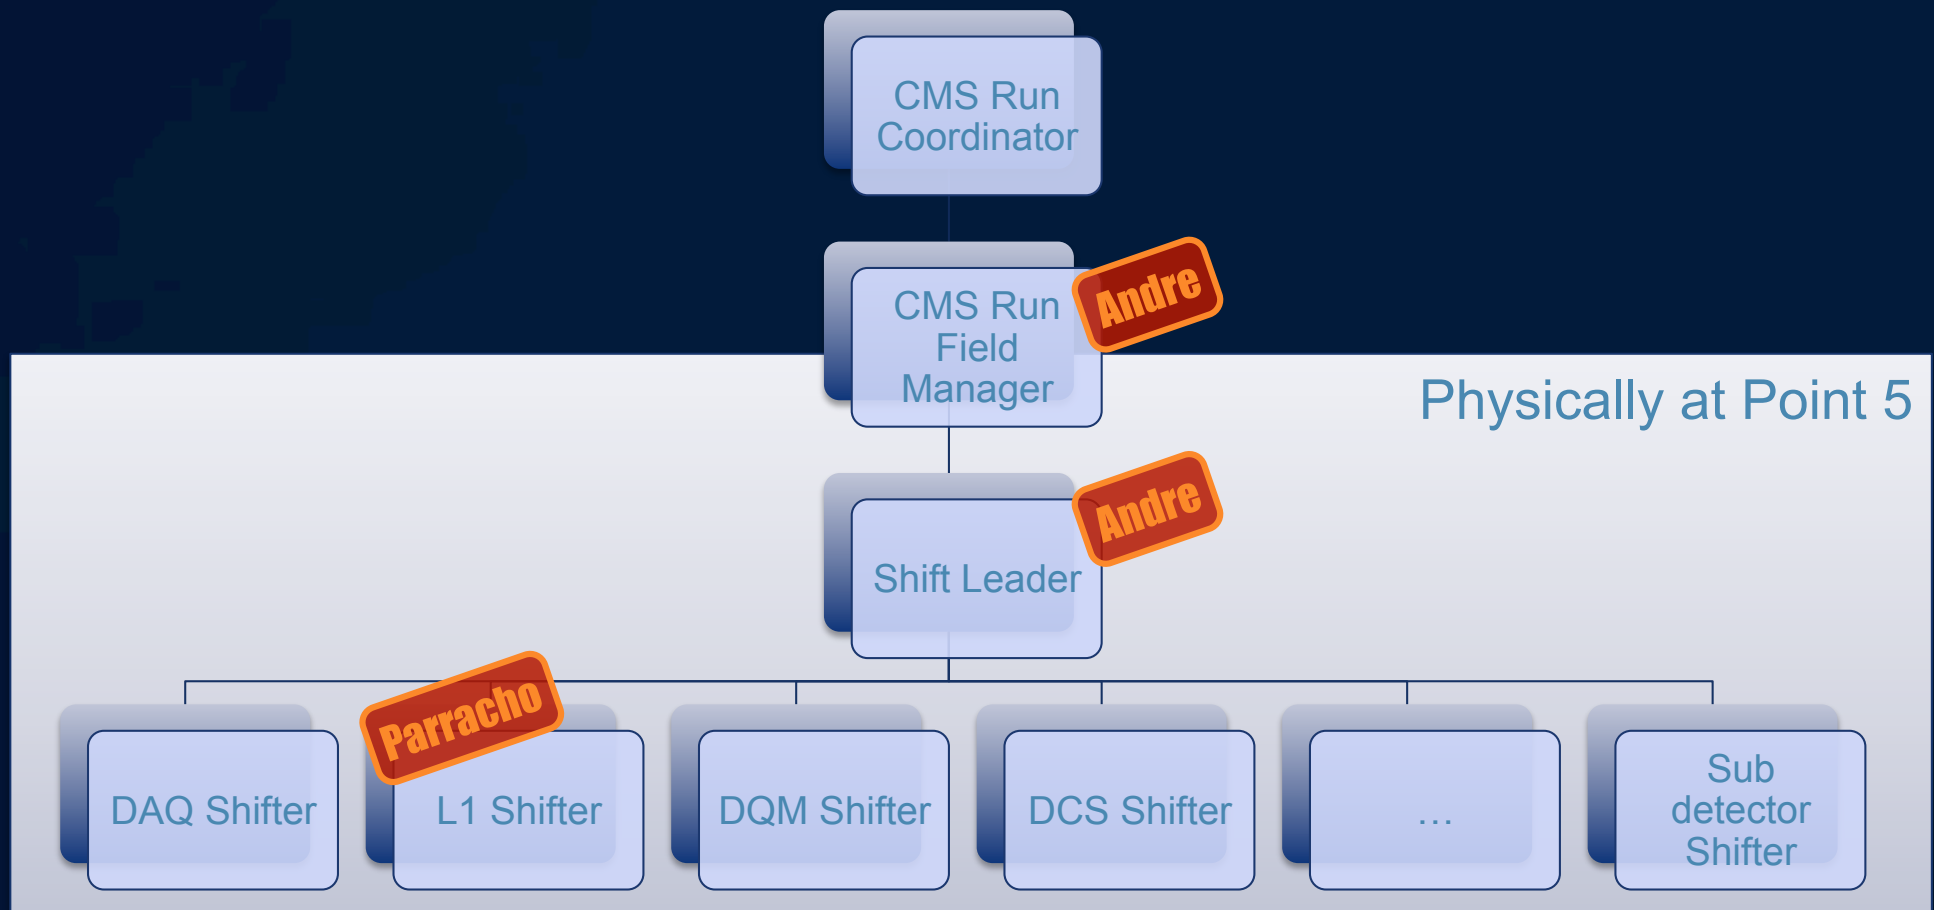 CMS Run
Coordinator
CMS Run
Field
Manager
Andre
Physically at Point 5
Shift Leader
Andre
Parracho
DAQ Shifter
L1 Shifter
DQM Shifter
DCS Shifter
…
Sub
detector
Shifter